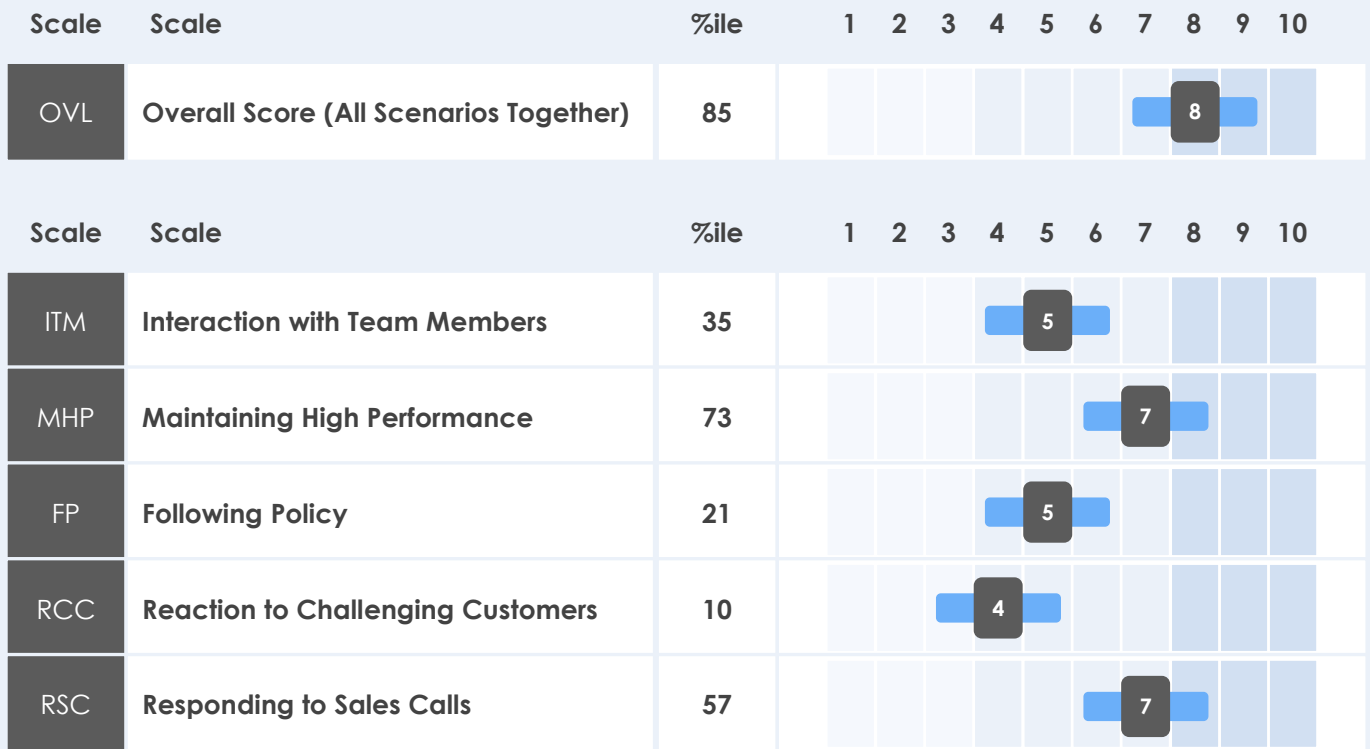 Scale Scale %ile 1 2 3 4 5 6 7 8 9 10
OVL Overall Score (All Scenarios Together) 85 8
Scale Scale %ile 1 2 3 4 5 6 7 8 9 10
ITM Interaction with Team Members 35 5
MHP Maintaining High Performance 73 7
FP Following Policy 21 5
RCC Reaction to Challenging Customers 10 4
RSC Responding to Sales Calls 57 7